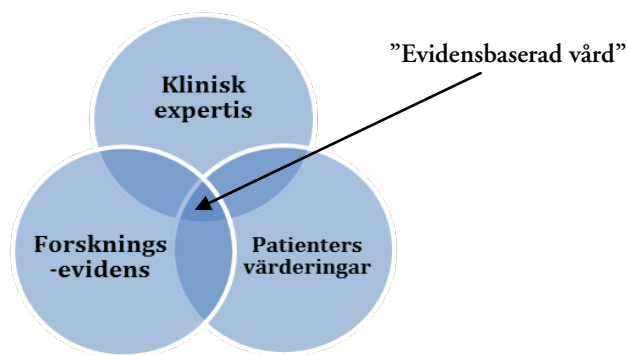 ”Evidensbaserad vård”
Klinisk
expertis
Forsknings
-evidens
Patienters
värderingar